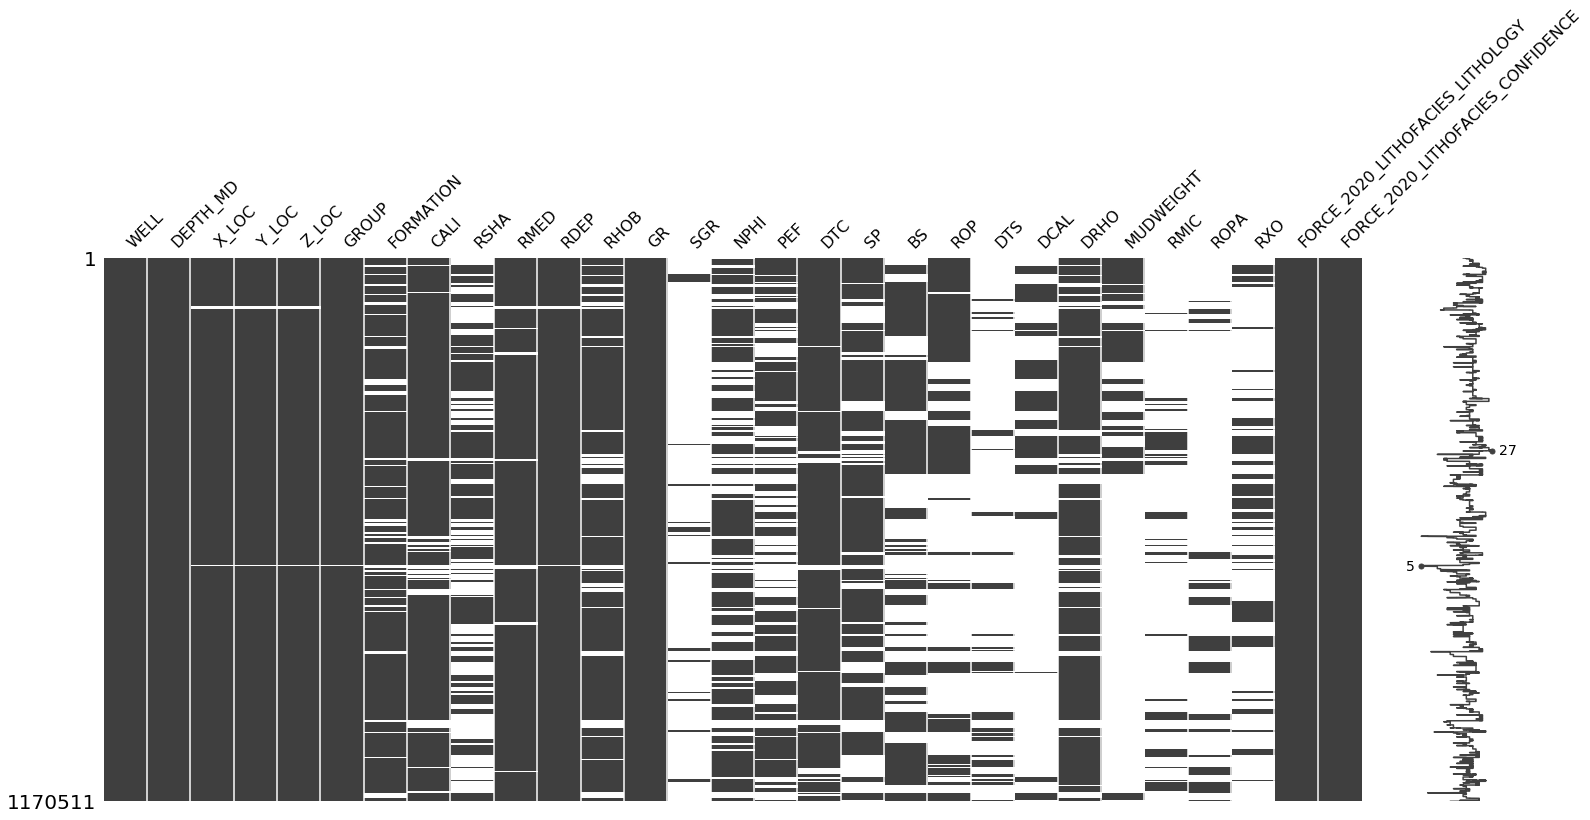 WELL
DEPTH_MD
X_LOC
Y_LOC
Z_LOC
GROUP
FORMATION
CALI
RSHA
RMED
RDEP
RHOB
GR
SGR
NPHI
PEF
DTC
SP
BS
ROP
DTS
DCAL
DRHO
MUDWEIGHT
RMIC
ROPA
RXO
FORCE_2020_LITHOFACIES_LITHOLOGY
FORCE_2020_LITHOFACIES_CONFIDENCE
1
27
5
1170511